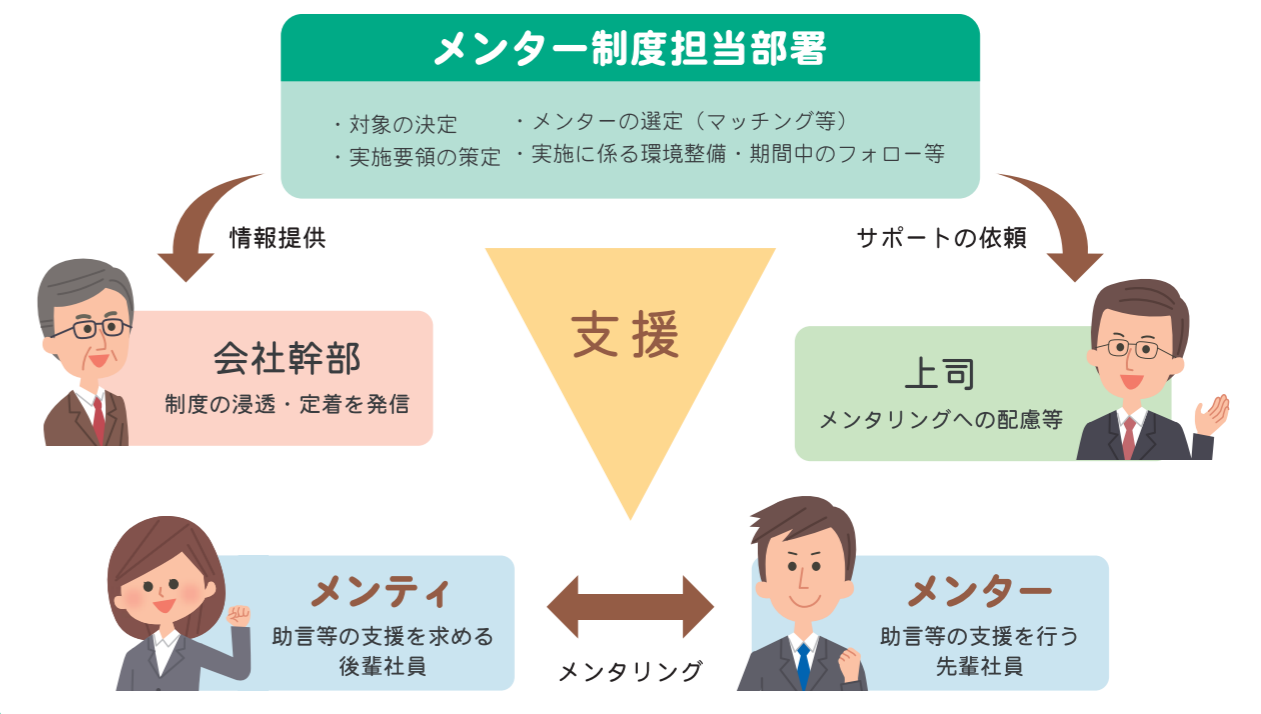 メンター制度担当部署
・対象の決定
・メンターの選定（マッチング等）
・実施要領の策定
・実施に係る環境整備・期間中のフォロー等
情報提供
サポートの依頼
支援
会社幹部
制度の浸透・定着を発信
上司
メンタリングへの配慮等
メンティ
助言等の支援を求める
後輩社員
メンタリング
メンター
助言等の支援を行う
先輩社員